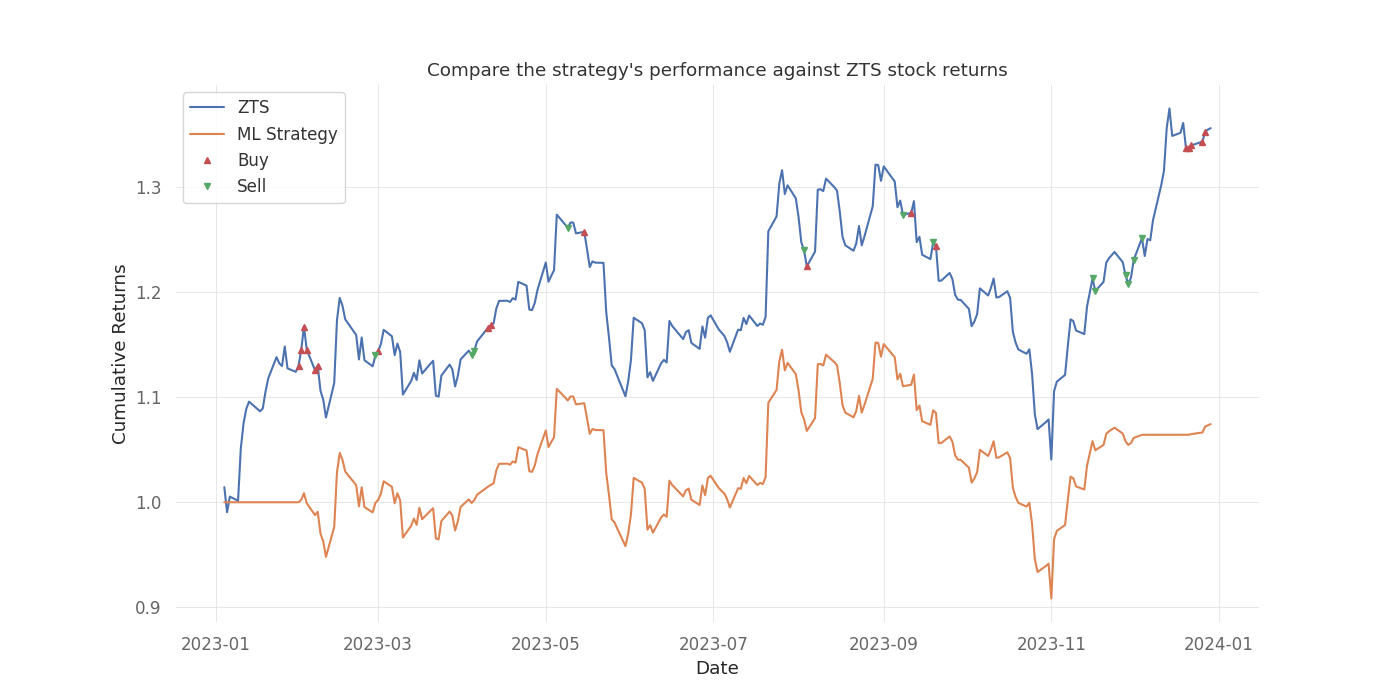 Compare the strategy's performance against ZTS stock returns
ZTS
ML Strategy
Buy
Sell
Cumulative Returns
1.3
1.2
1.1
1.0
0.9
2023-01
2023-03
2023-05
2023-07
2023-09
2023-11
2024-01
Date